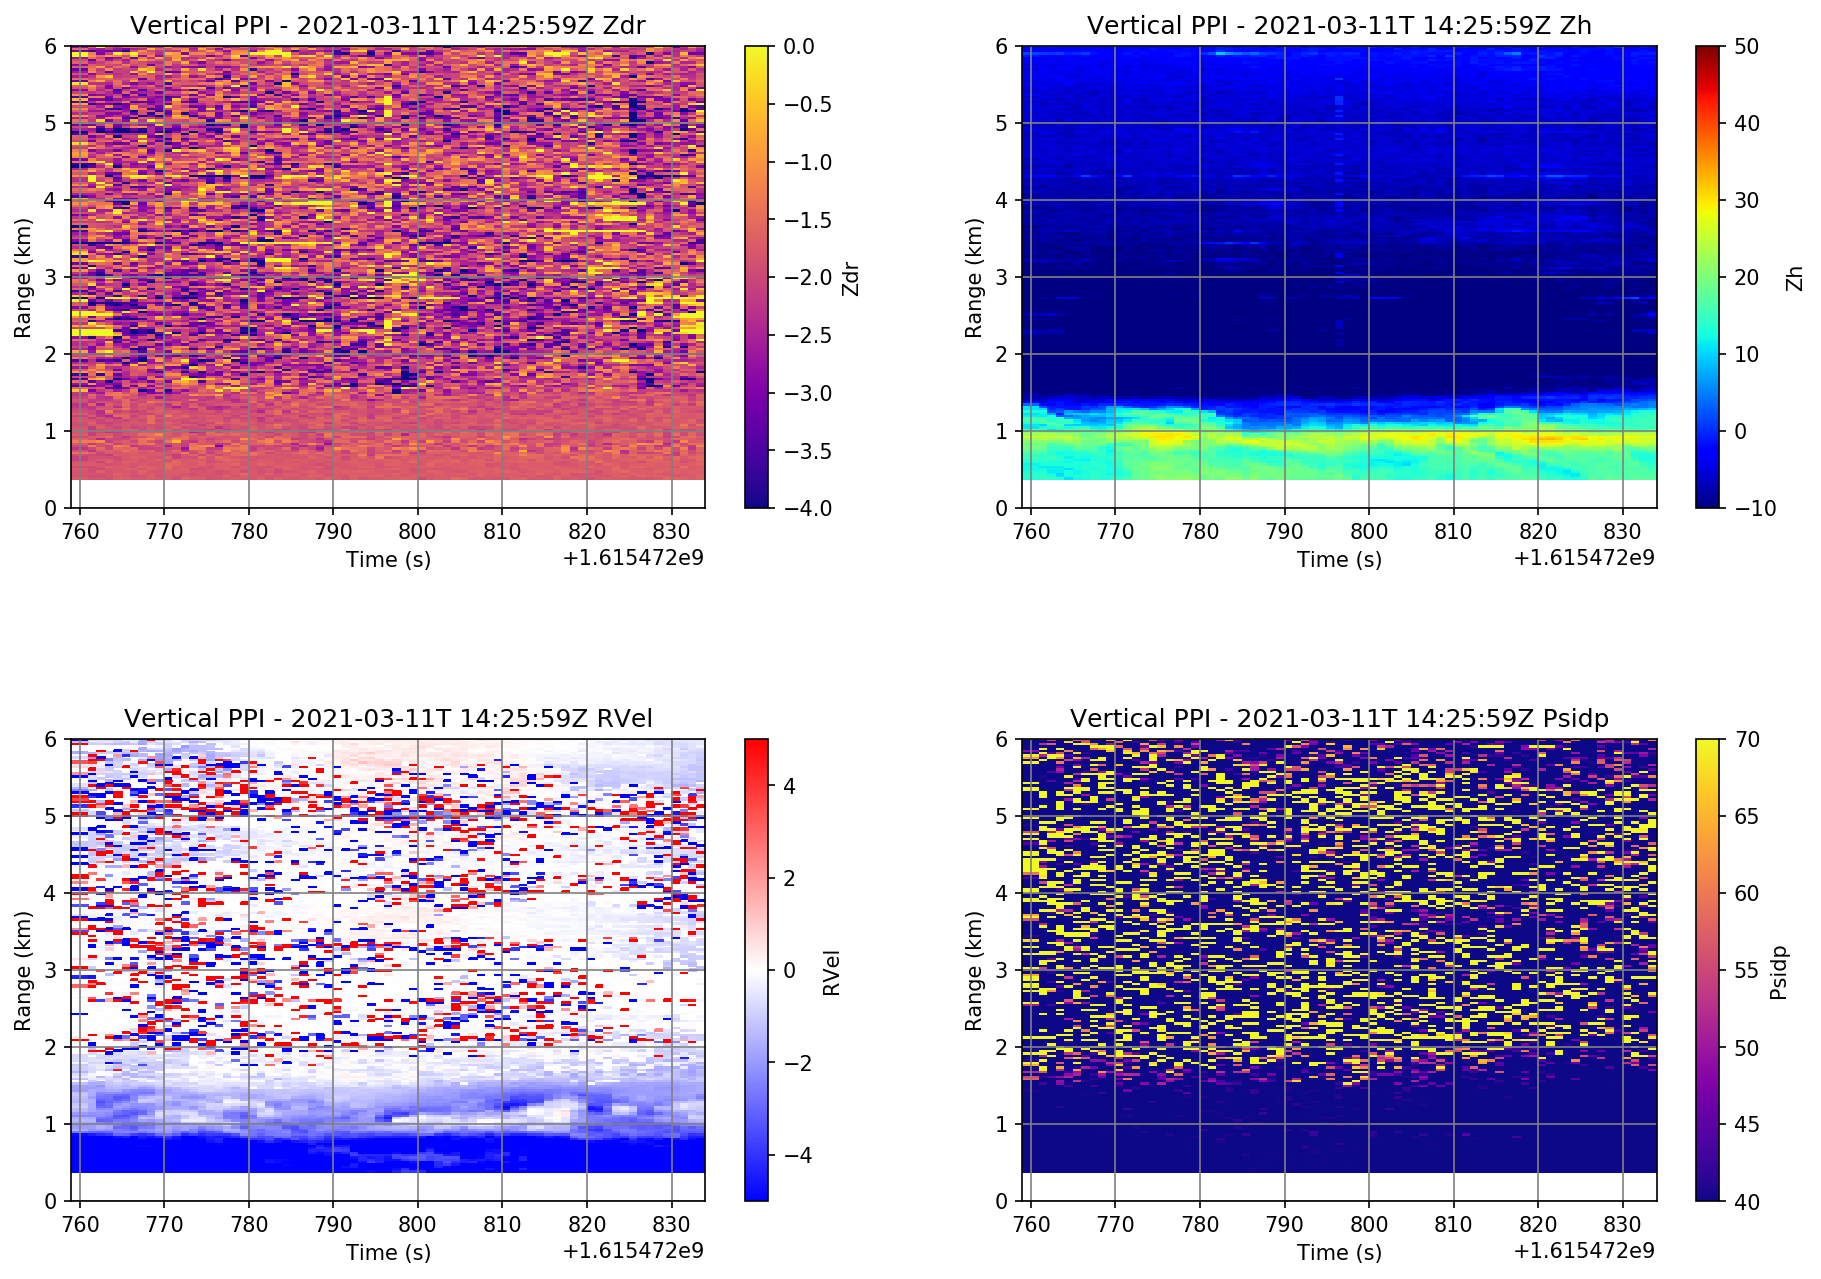 Vertical PPI - 2021-03-11T 14:25:59Z Zdr
6
5
4
3
2
1
0
Range (km)
760 770 780 790 800 810 820 830
Time (s)
+1.615472e9
0.0
−0.5
−1.0
−1.5
−2.0
−2.5
−3.0
−3.5
−4.0
Zdr
Vertical PPI - 2021-03-11T 14:25:59Z Zh
6
5
4
3
2
1
0
Range (km)
760 770 780 790 800 810 820 830
Time (s)
+1.615472e9
50
40
30
20
10
0
−10
Zh
Vertical PPI - 2021-03-11T 14:25:59Z RVel
6
5
4
3
2
1
0
Range (km)
760 770 780 790 800 810 820 830
Time (s)
+1.615472e9
4
2
0
−2
−4
RVel
Vertical PPI - 2021-03-11T 14:25:59Z Psidp
6
5
4
3
2
1
0
Range (km)
760 770 780 790 800 810 820 830
Time (s)
+1.615472e9
70
65
60
55
50
45
40
Psidp